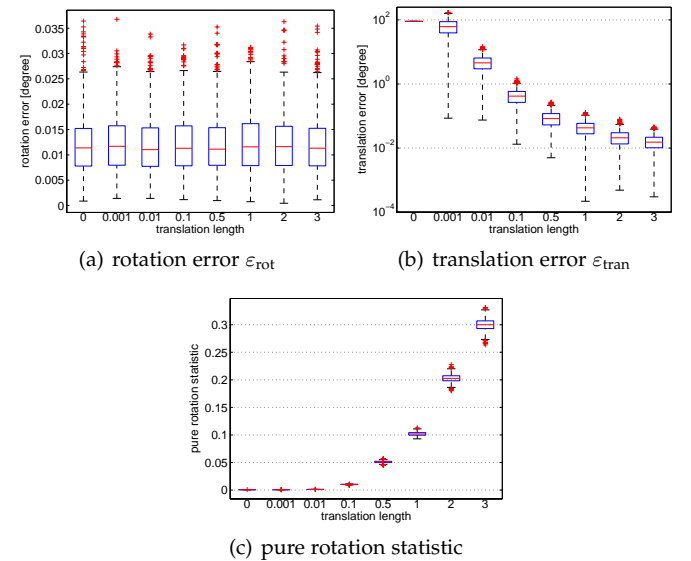 0.035
0.03
0.025
0.02
0.015
0.01
0.005
0
rotation error [degree]
0 0.001 0.01 0.1 0.5 1 2 3
translation length
(a) rotation error εrot
10^2
10^0
10^−2
10^−4
translation error [degree]
0 0.001 0.01 0.1 0.5 1 2 3
translation length
(b) translation error εtran
0.3
0.25
0.2
0.15
0.1
0.05
0
pure rotation statistic
0 0.001 0.01 0.1 0.5 1 2 3
translation length
(c) pure rotation statistic